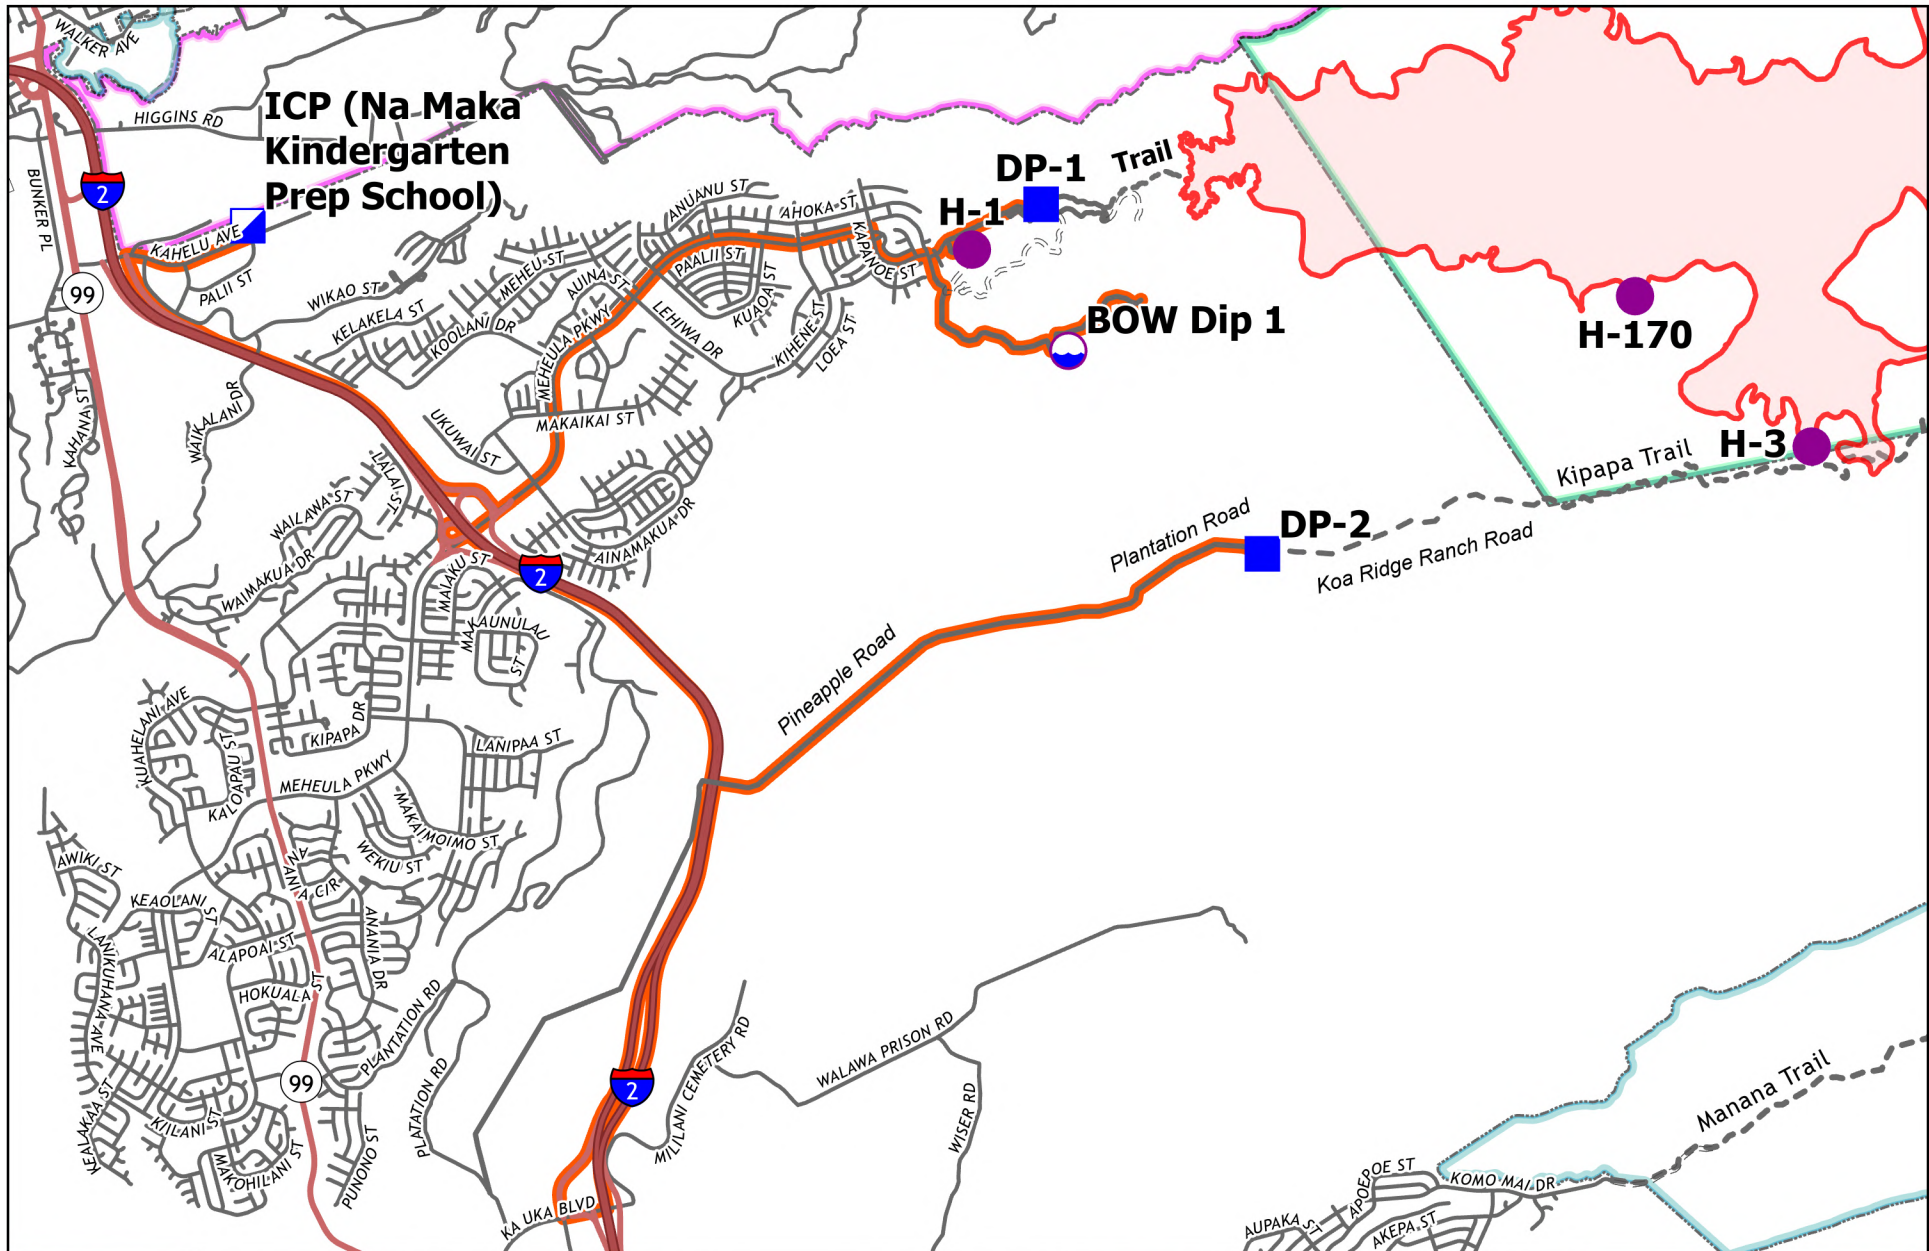 WALKER AVE
HIGGINS RD
ICP (Na Maka
Kindergarten
Prep School)
2
BUNKER PL
KAHELU AVE
PALII ST
99
WIKAO ST
KELAKELA ST
KOOLANI DR
MEHEU ST
AUINA ST
ANUANU ST
AHOKA ST
PAALII ST
KUAOA ST
KAPANOE ST
LEHIWA DR
KIHENE ST
LOEA ST
MEHEULA PKWY
MAKAIKAI ST
UKUWAI ST
H-1
DP-1
Trail
BOW Dip 1
H-170
H-3
Kipapa Trail
DP-2
Plantation Road
Koa Ridge Ranch Road
Pineapple Road
KAHANA ST
WAIKALANI DR
LALAI ST
WAILAWA ST
WAIMAKUA DR
AINAMAKUA DR
2
MAIAKU ST
MAKAUNULAU
ST
KUAHELANI AVE
KALOAPAU ST
KIPAPA DR
LANIPAA ST
MEHEULA PKWY
MAKAIMOIMO ST
WEKIU ST
ANANIA CIR
AWIKI ST
KEAOLANI
ST
ALAPOAI ST
ANANIA DR
HOKUALA ST
LANIKUHANA AVE
PLANTATION RD
99
PLATATION RD
KEALAKAA ST
KIILANI ST
MAKOHILANI ST
PUNONO ST
2
KA UKA BLVD
MILILANI CEMETERY RD
WALAWA PRISON RD
WISER RD
Manana Trail
KOMO MAI DR
APOEPOE ST
AUPAKA ST
AKEPA ST